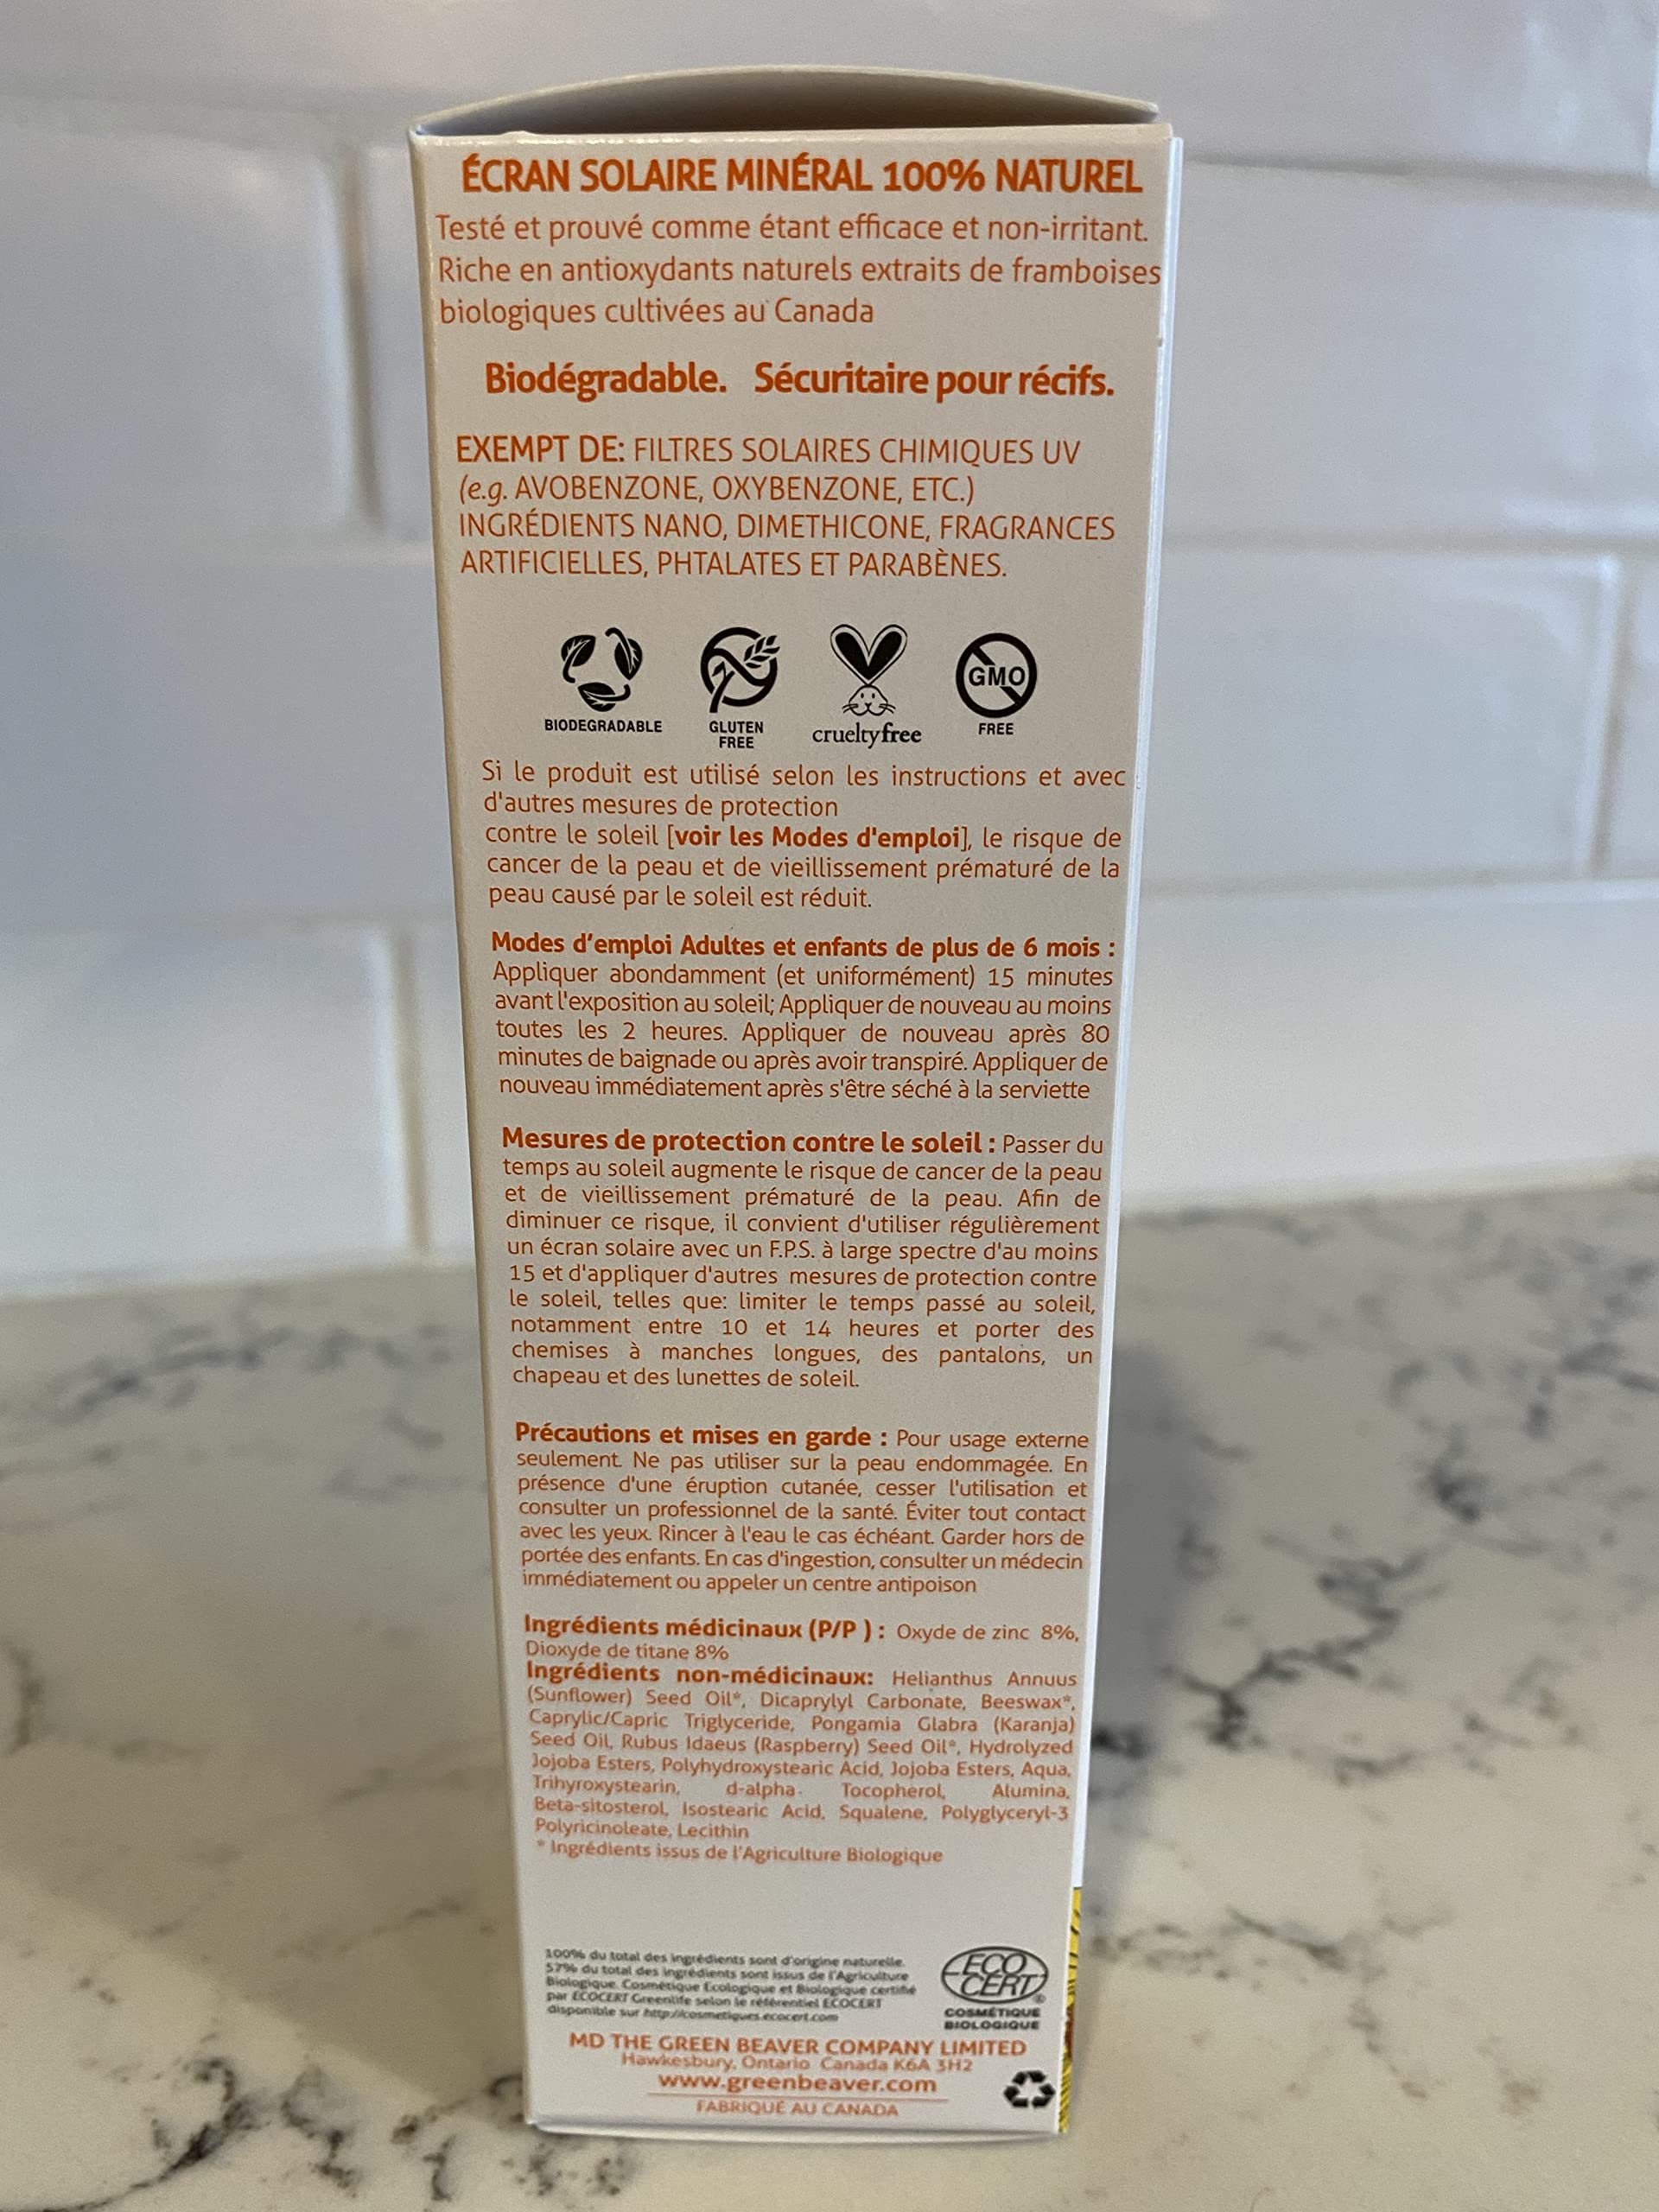 ÉCRAN SOLAIRE MINÉRAL 100% NATUREL
Testé et prouvé comme étant efficace et non-irritant.
Riche en antioxydants naturels extraits de framboises
biologiques cultivées au Canada
Biodégradable. Sécuritaire pour récifs.
EXEMPT DE: FILTRES SOLAIRES CHIMIQUES UV
(e.g. AVOBENZONE, OXYBENZONE, ETC.)
INGRÉDIENTS NANO, DIMETHICONE, FRAGRANCES
ARTIFICIELLES, PHTALATES ET PARABÈNES.
BIODEGRADABLE
GLUTEN
FREE
crueltyfree
GMO
FREE
Si le produit est utilisé selon les instructions et avec
d'autres mesures de protection
contre le soleil [voir les Modes d'emploi], le risque de
cancer de la peau et de vieillissement prématuré de la
peau causé par le soleil est réduit.
Modes d'emploi Adultes et enfants de plus de 6 mois :
Appliquer abondamment (et uniformément) 15 minutes
avant l'exposition au soleil; Appliquer de nouveau au moins
toutes les 2 heures. Appliquer de nouveau après 80
minutes de baignade ou après avoir transpiré. Appliquer de
nouveau immédiatement après s'être séché à la serviette
Mesures de protection contre le soleil : Passer du
temps au soleil augmente le risque de cancer de la peau
et de vieillissement prématuré de la peau. Afin de
diminuer ce risque, il convient d'utiliser régulièrement
un écran solaire avec un F.P.S. à large spectre d'au moins
15 et d'appliquer d'autres mesures de protection contre
le soleil, telles que: limiter le temps passé au soleil,
notamment entre 10 et 14 heures et porter des
chemises à manches longues, des pantalons, un
chapeau et des lunettes de soleil.
Précautions et mises en garde : Pour usage externe
seulement. Ne pas utiliser sur la peau endommagée. En
présence d'une éruption cutanée, cesser l'utilisation et
consulter un professionnel de la santé. Éviter tout contact
avec les yeux. Rincer à l'eau le cas échéant. Garder hors de
portée des enfants. En cas d'ingestion, consulter un médecin
immédiatement ou appeler un centre antipoison
Ingrédients médicinaux (P/P ) : Oxyde de zinc 8%,
Dioxyde de titane 8%
Ingrédients non-médicinaux: Helianthus Annuus
(Sunflower) Seed Oil*, Dicaprylyl Carbonate, Beeswax*,
Caprylic/Capric Triglyceride, Pongamia Glabra (Karanja)
Seed Oil, Rubus Idaeus (Raspberry) Seed Oil*, Hydrolyzed
Jojoba Esters, Polyhydroxystearic Acid, Jojoba Esters, Aqua,
Trihyroxystearin, d-alpha. Tocopherol, Alumina,
Beta-sitosterol, Isostearic Acid, Squalene, Polyglyceryl-3
Polyricinoleate, Lecithin
* Ingrédients issus de l'Agriculture Biologique
100% du total des ingrédients sont d'origine naturelle.
57% du total des ingrédients sont issus de l'Agriculture
Biologique. Cosmétique Ecologique et Biologique certifié
par ECOCERT Greenlife selon le référentiel ECOCERT
disponible sur http://cosmetiques.ecocert.com
ECO
CERT®
COSMÉTIQUE
BIOLOGIQUE
MD THE GREEN BEAVER COMPANY LIMITED
Hawkesbury, Ontario Canada K6A 3H2
www.greenbeaver.com
FABRIQUÉ AU CANADA